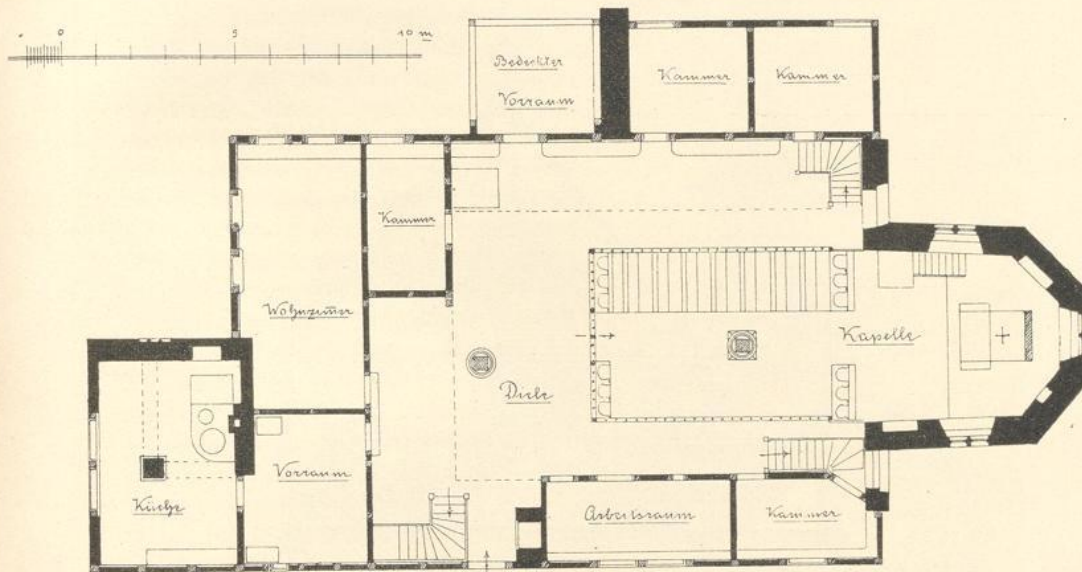 0 5 10 m
Bedeckter
Vorraum
Kammer
Kammer
Kammer
Wohnzimmer
Kapelle
Diele
Vorraum
Küche
Arbeitsraum
Kammer